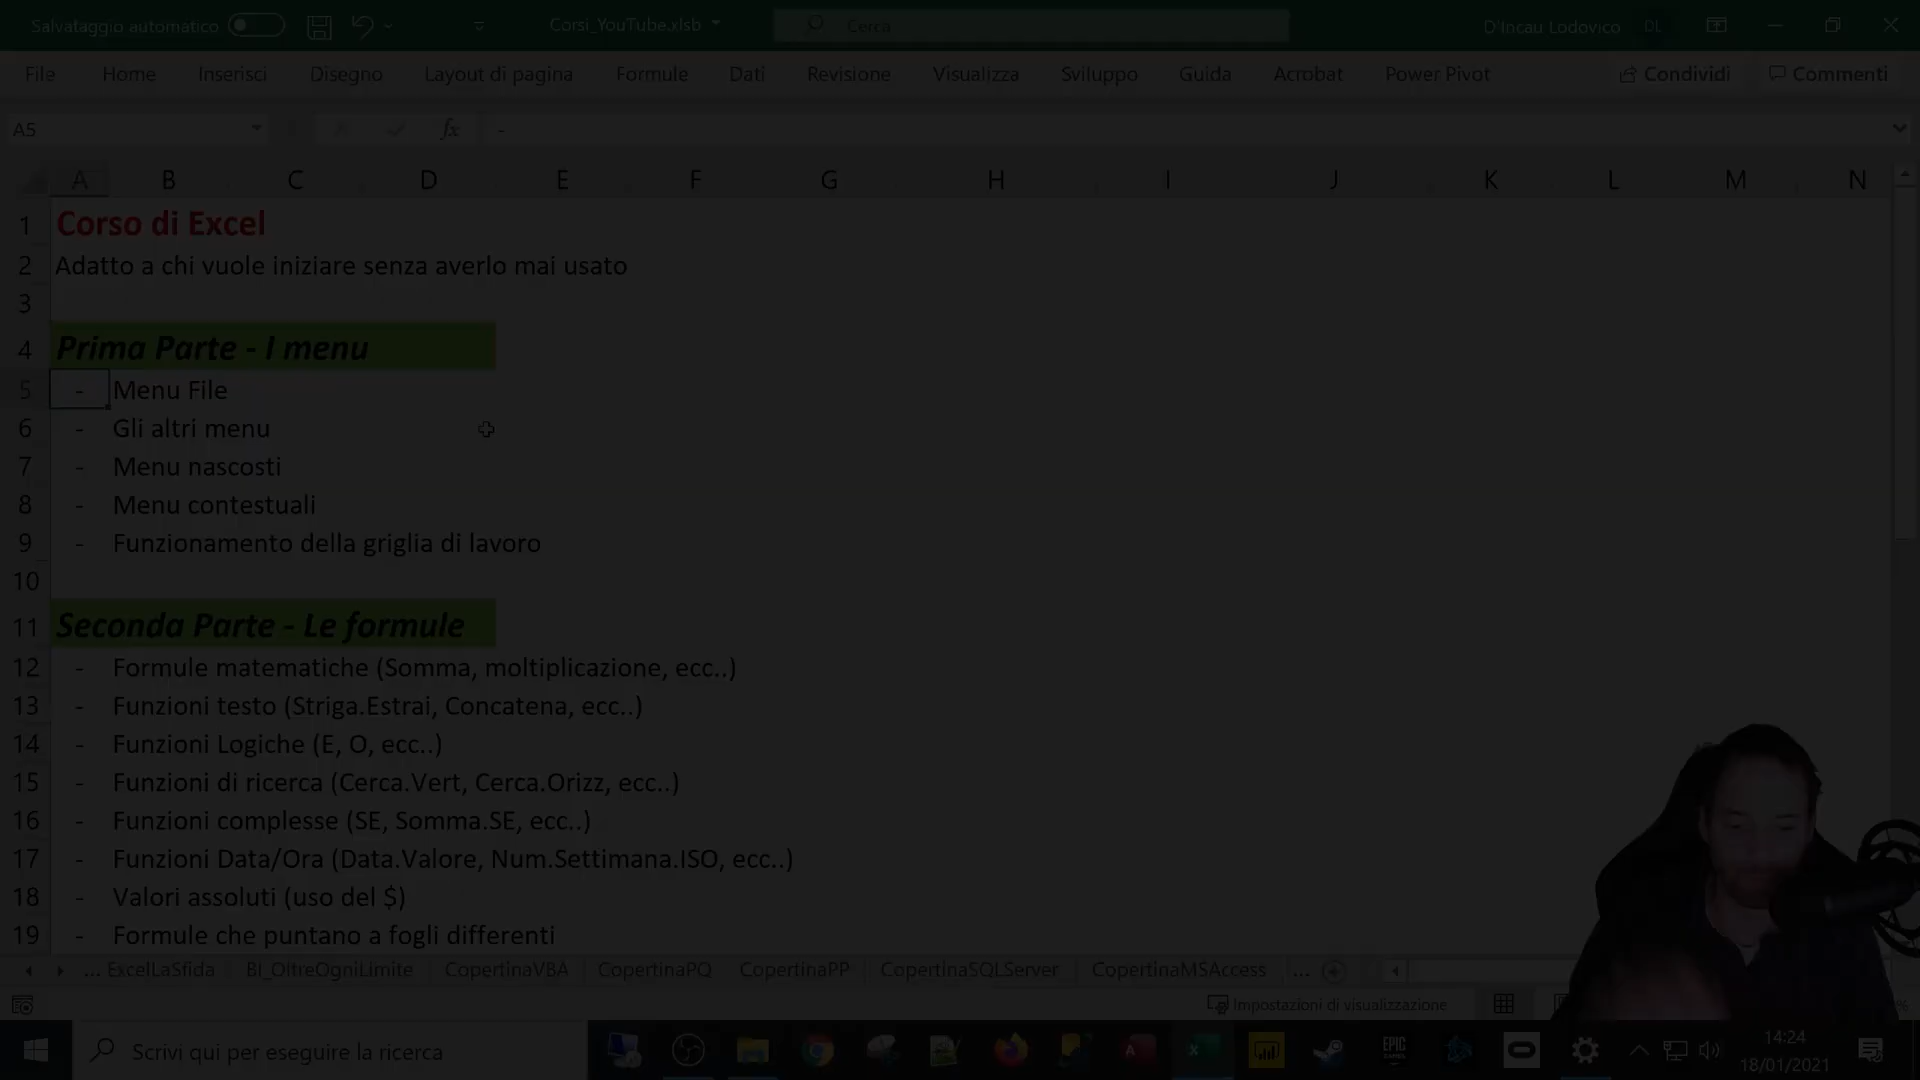 Salvataggio automatico
Corsi_YouTube.xlsb
Cerca
D'Incau Lodovico DL
File Home Inserisci Disegno Layout di pagina Formule Dati Revisione Visualizza Sviluppo Guida Acrobat Power Pivot Condividi Commenti
A5 fx -
A B C D E F G H I J K L M N
1 Corso di Excel
2 Adatto a chi vuole iniziare senza averlo mai usato
3
4 Prima Parte - I menu
5 - Menu File
6 - Gli altri menu
7 - Menu nascosti
8 - Menu contestuali
9 - Funzionamento della griglia di lavoro
10
11 Seconda Parte - Le formule
12 - Formule matematiche (Somma, moltiplicazione, ecc..)
13 - Funzioni testo (Striga.Estrai, Concatena, ecc..)
14 - Funzioni Logiche (E, O, ecc..)
15 - Funzioni di ricerca (Cerca.Vert, Cerca.Orizz, ecc..)
16 - Funzioni complesse (SE, Somma.SE, ecc..)
17 - Funzioni Data/Ora (Data.Valore, Num.Settimana.ISO, ecc..)
18 - Valori assoluti (uso del $)
19 - Formule che puntano a fogli differenti
... ExcelLaSfida BI_OltreOgniLimite CopertinaVBA CopertinaPQ CopertinaPP CopertinaSQLServer CopertinaMSAccess ...
Impostazioni di visualizzazione %
Scrivi qui per eseguire la ricerca
EPIC GAMES
14:24
18/01/2021